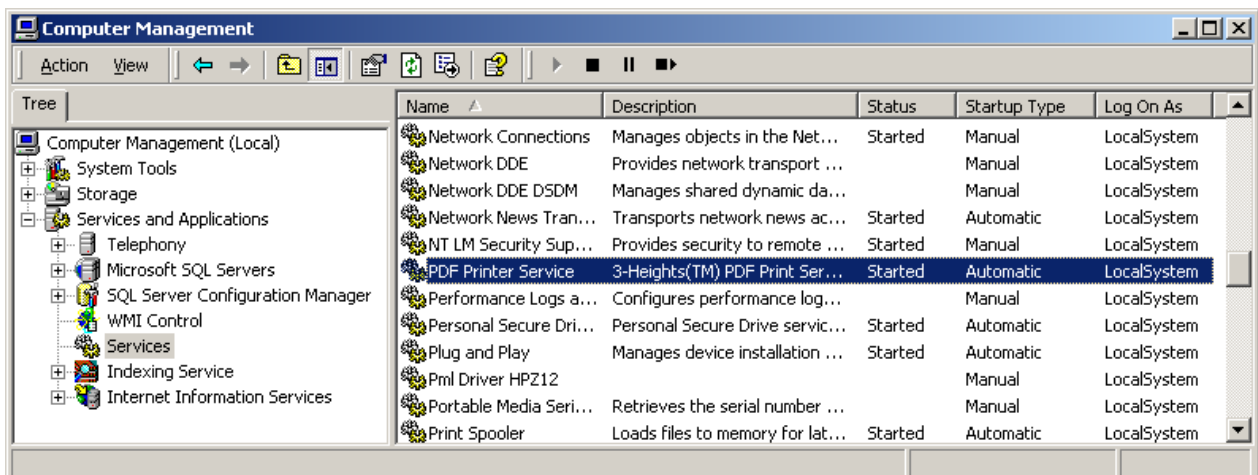 Computer Management
Action View
Tree
Computer Management (Local)
System Tools
Storage
Services and Applications
Telephony
Microsoft SQL Servers
SQL Server Configuration Manager
WMI Control
Services
Indexing Service
Internet Information Services
Name Description Status Startup Type Log On As
Network Connections Manages objects in the Net... Started Manual LocalSystem
Network DDE Provides network transport ... Manual LocalSystem
Network DDE DSDM Manages shared dynamic da... Manual LocalSystem
Network News Tran... Transports network news ac... Started Automatic LocalSystem
NT LM Security Sup... Provides security to remote ... Started Manual LocalSystem
PDF Printer Service 3-Heights(TM) PDF Print Ser... Started Automatic LocalSystem
Performance Logs a... Configures performance log... Manual LocalSystem
Personal Secure Dri... Personal Secure Drive servic... Started Automatic LocalSystem
Plug and Play Manages device installation ... Started Automatic LocalSystem
Pml Driver HPZ12 Manual LocalSystem
Portable Media Seri... Retrieves the serial number ... Manual LocalSystem
Print Spooler Loads files to memory for lat... Started Automatic LocalSystem